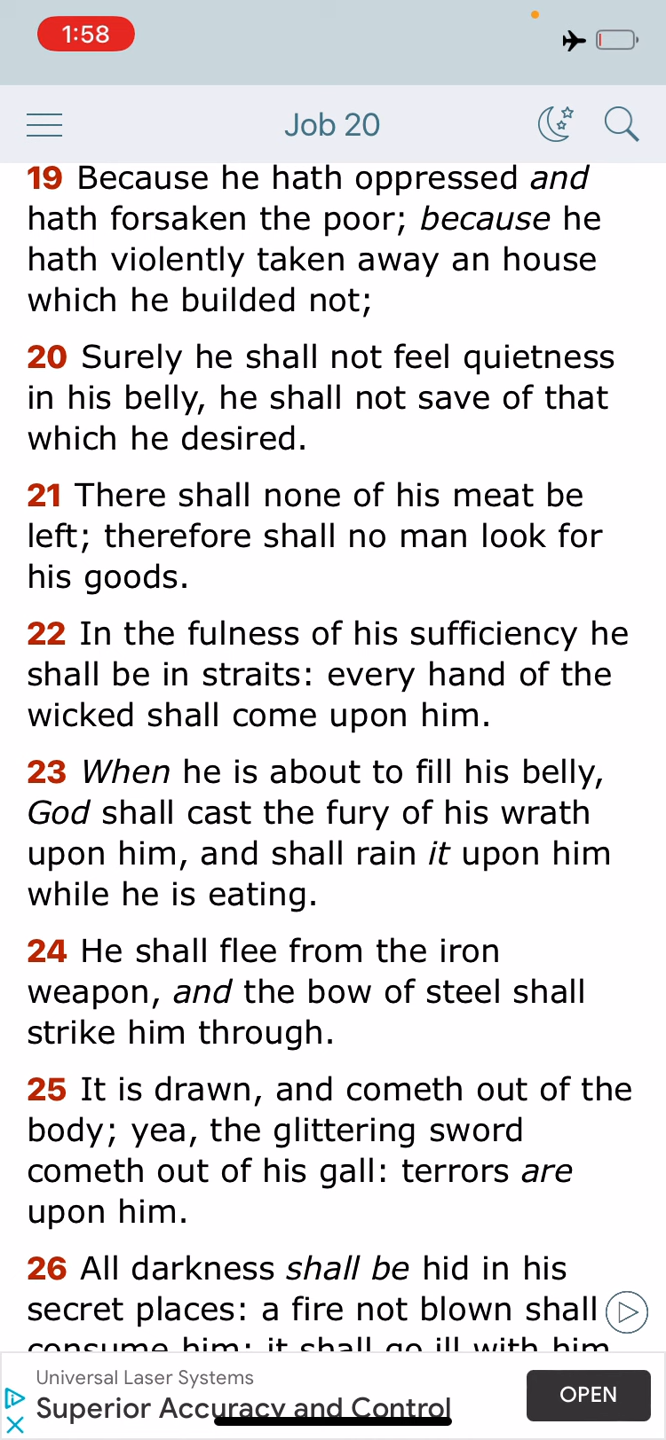 1:58
Job 20
19 Because he hath oppressed and
hath forsaken the poor; because he
hath violently taken away an house
which he builded not;
20 Surely he shall not feel quietness
in his belly, he shall not save of that
which he desired.
21 There shall none of his meat be
left; therefore shall no man look for
his goods.
22 In the fulness of his sufficiency he
shall be in straits: every hand of the
wicked shall come upon him.
23 When he is about to fill his belly,
God shall cast the fury of his wrath
upon him, and shall rain it upon him
while he is eating.
24 He shall flee from the iron
weapon, and the bow of steel shall
strike him through.
25 It is drawn, and cometh out of the
body; yea, the glittering sword
cometh out of his gall: terrors are
upon him.
26 All darkness shall be hid in his
secret places: a fire not blown shall
consume him; it shall go ill with him
Universal Laser Systems
Superior Accuracy and Control
OPEN